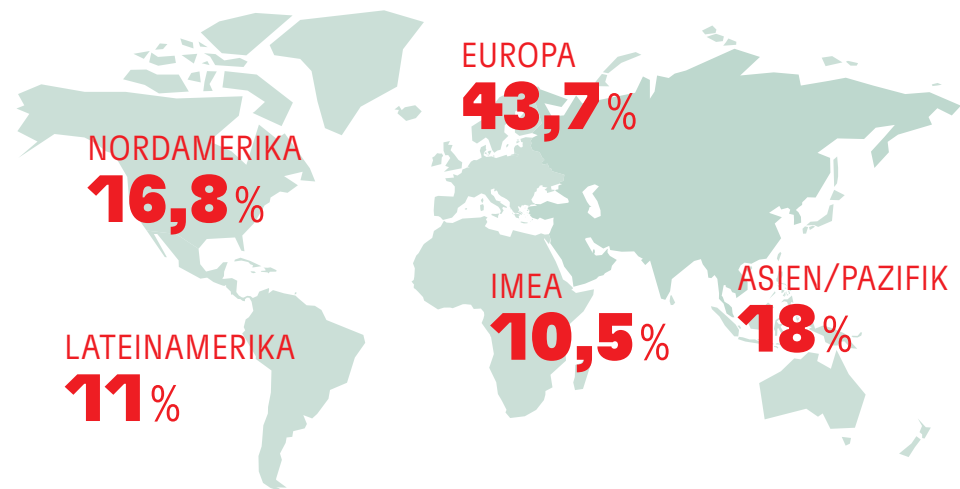 EUROPA
43,7%
NORDAMERIKA
16,8%
IMEA
10,5%
ASIEN/PAZIFIK
18%
LATEINAMERIKA
11%